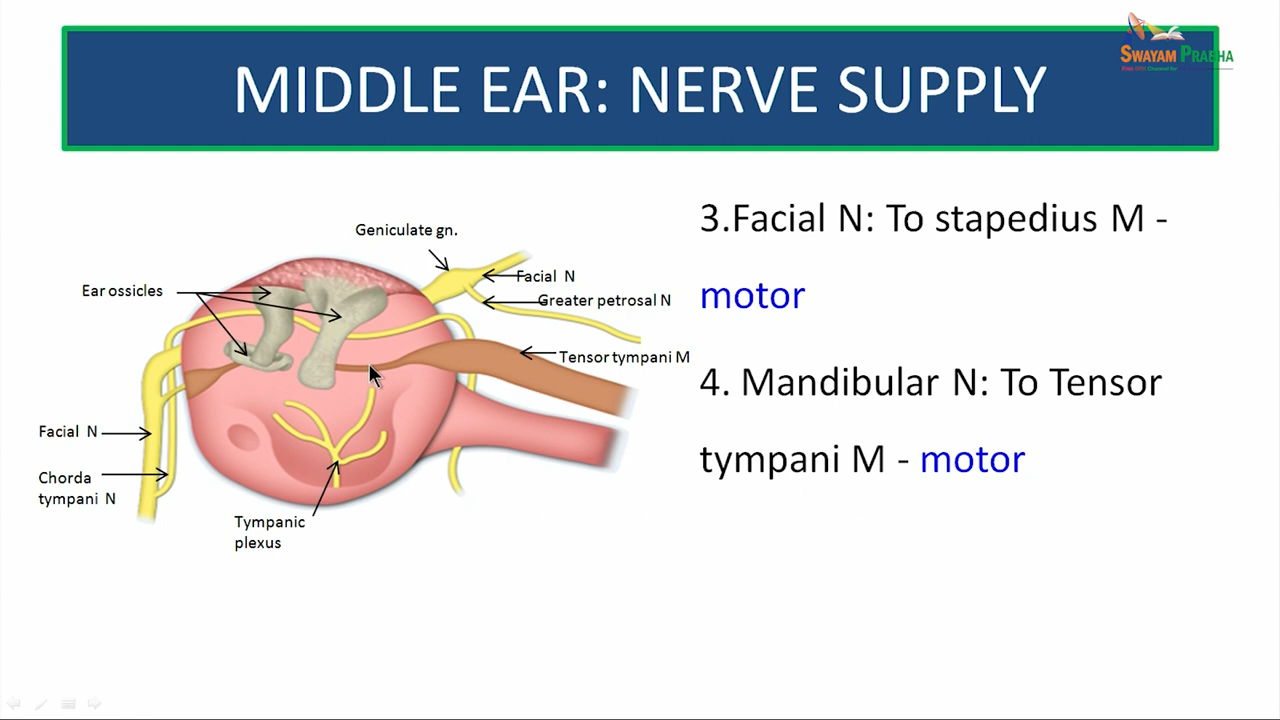 SWAYAM PRABHA
MIDDLE EAR: NERVE SUPPLY
3.Facial N: To stapedius M -
motor
4. Mandibular N: To Tensor
tympani M - motor
Geniculate gn.
Facial N
Greater petrosal N
Ear ossicles
Tensor tympani M
Facial N
Chorda
tympani N
Tympanic
plexus